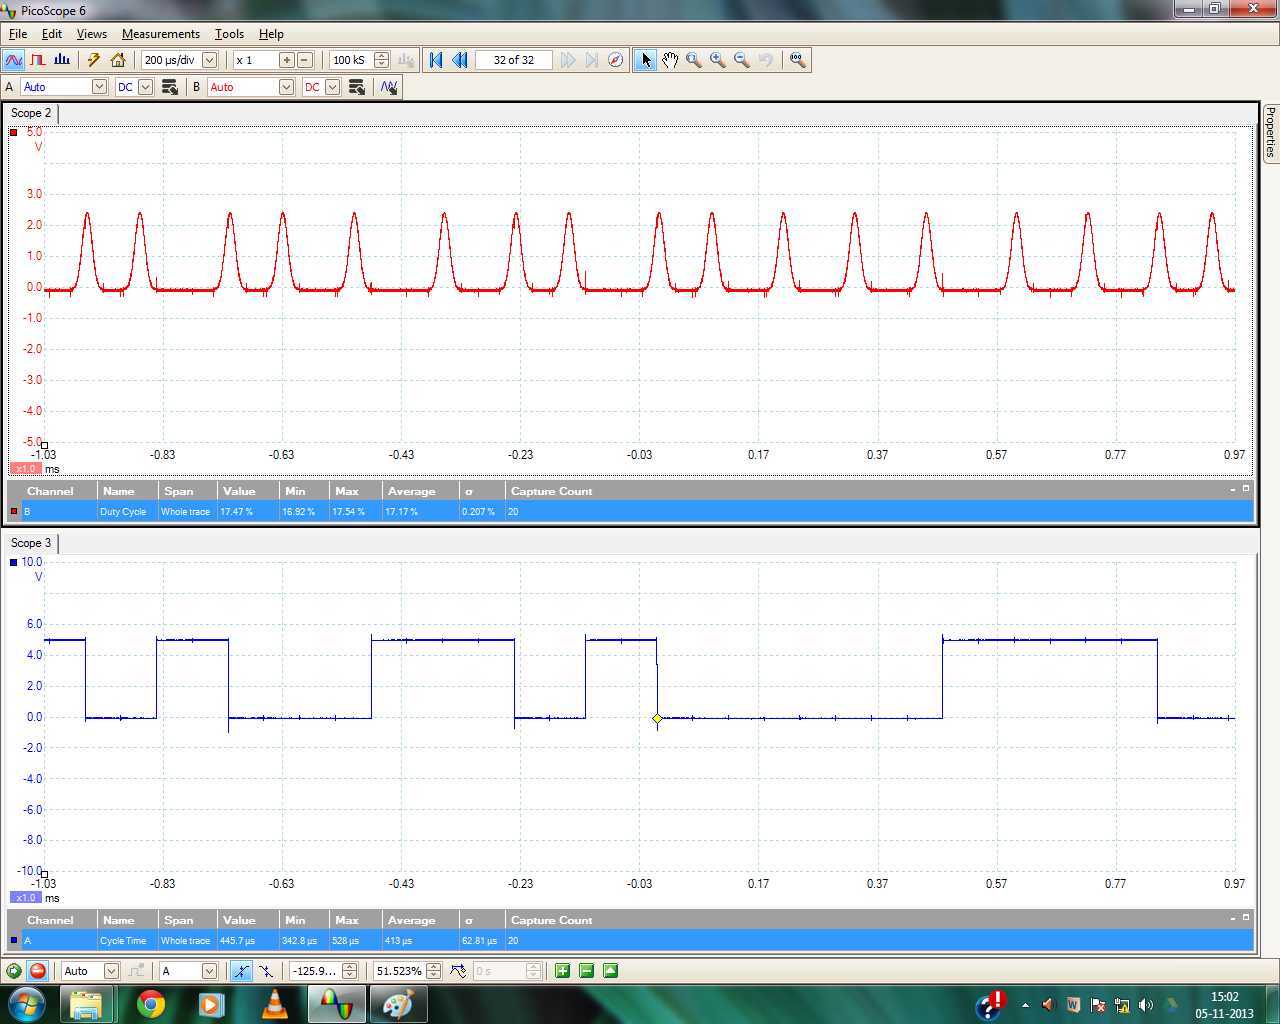 PicoScope 6
File Edit Views Measurements Tools Help
200 µs/div x 1 100 kS 32 of 32
A Auto DC B Auto DC
Scope 2
Properties
5.0
V
3.0
2.0
1.0
0.0
-1.0
-2.0
-3.0
-4.0
-5.0
-1.03 -0.83 -0.63 -0.43 -0.23 -0.03 0.17 0.37 0.57 0.77 0.97
x1.0 ms
Channel Name Span Value Min Max Average σ Capture Count
B Duty Cycle Whole trace 17.47 % 16.92 % 17.54 % 17.17 % 0.207 % 20
Scope 3
10.0
V
6.0
4.0
2.0
0.0
-2.0
-4.0
-6.0
-8.0
-10.0
-1.03 -0.83 -0.63 -0.43 -0.23 -0.03 0.17 0.37 0.57 0.77 0.97
x1.0 ms
Channel Name Span Value Min Max Average σ Capture Count
A Cycle Time Whole trace 445.7 µs 342.8 µs 528 µs 413 µs 62.81 µs 20
Auto A -125.9... 51.523% 0 s
15:02
05-11-2013